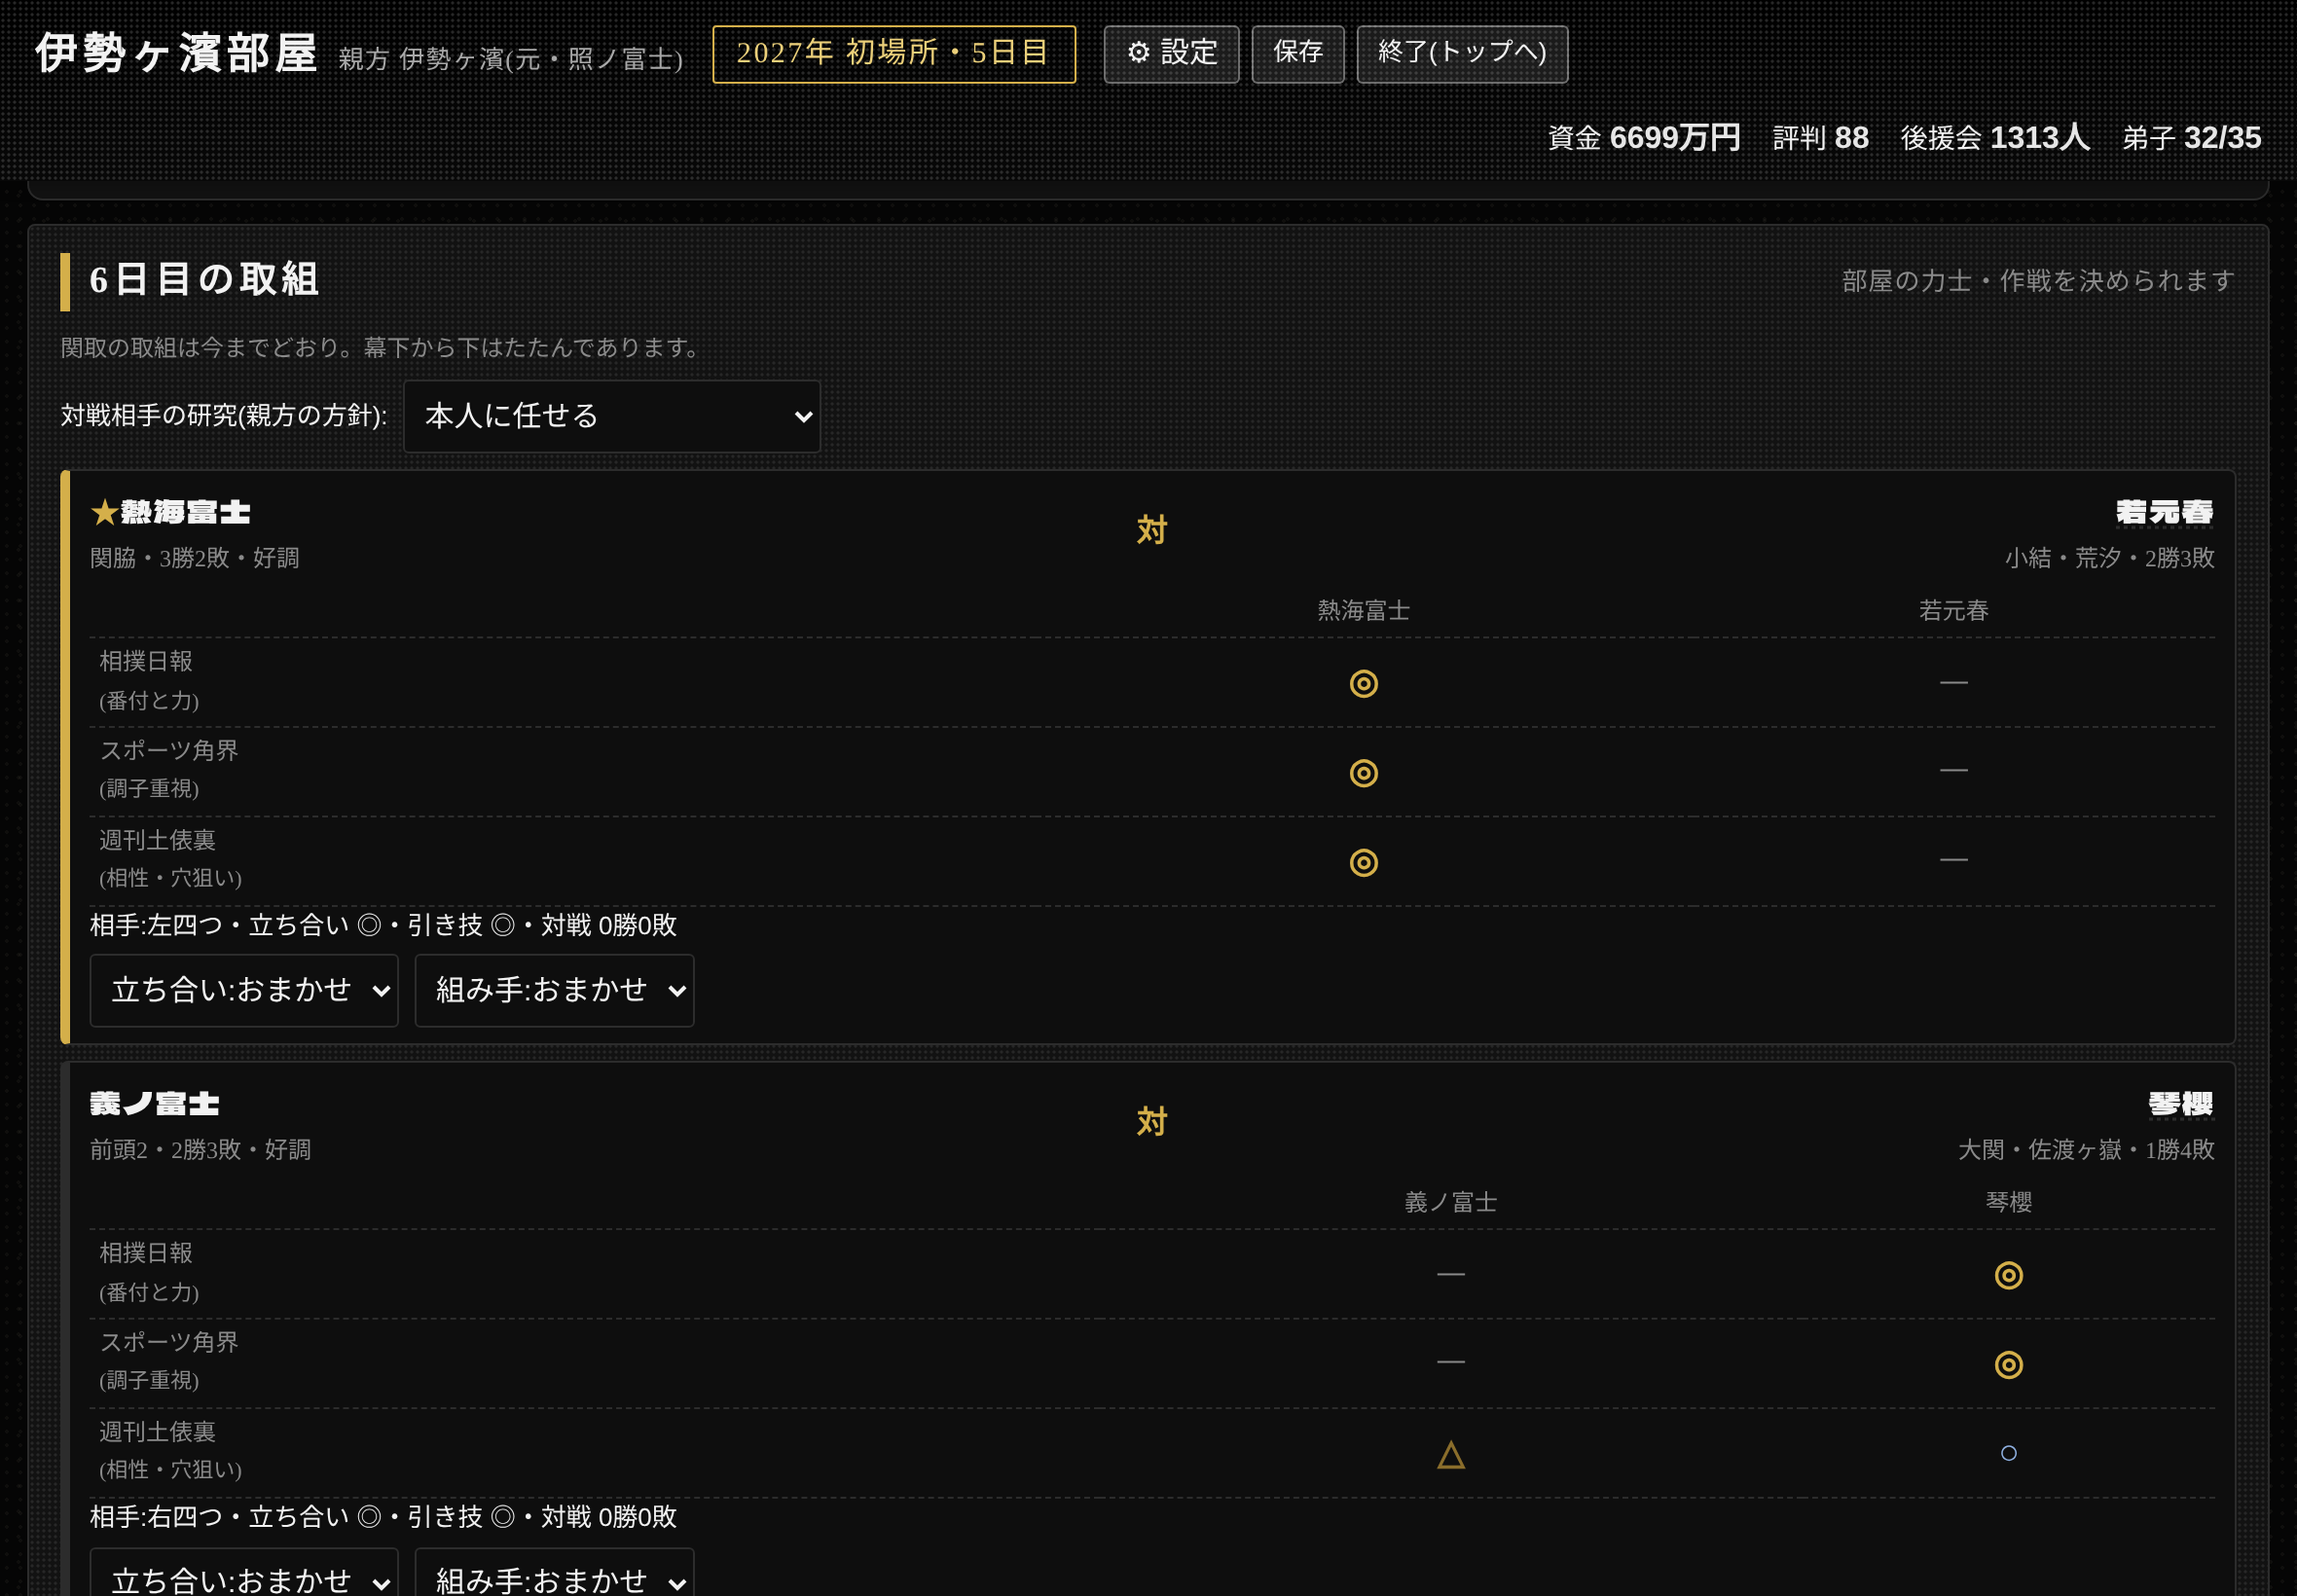 伊勢ヶ濱部屋 親方 伊勢ヶ濱(元・照ノ富士) 2027年 初場所・5日目 ⚙ 設定 保存 終了(トップへ)
資金 6699万円 評判 88 後援会 1313人 弟子 32/35
6日目の取組 部屋の力士・作戦を決められます
関取の取組は今までどおり。幕下から下はたたんであります。
対戦相手の研究(親方の方針): 本人に任せる
★熱海富士 対 若元春
関脇・3勝2敗・好調 小結・荒汐・2勝3敗
熱海富士 若元春
相撲日報
(番付と力) ◎ —
スポーツ角界
(調子重視) ◎ —
週刊土俵裏
(相性・穴狙い) ◎ —
相手:左四つ・立ち合い ◎・引き技 ◎・対戦 0勝0敗
立ち合い:おまかせ 組み手:おまかせ
義ノ富士 対 琴櫻
前頭2・2勝3敗・好調 大関・佐渡ヶ嶽・1勝4敗
義ノ富士 琴櫻
相撲日報
(番付と力) — ◎
スポーツ角界
(調子重視) — ◎
週刊土俵裏
(相性・穴狙い) △ ○
相手:右四つ・立ち合い ◎・引き技 ◎・対戦 0勝0敗
立ち合い:おまかせ 組み手:おまかせ